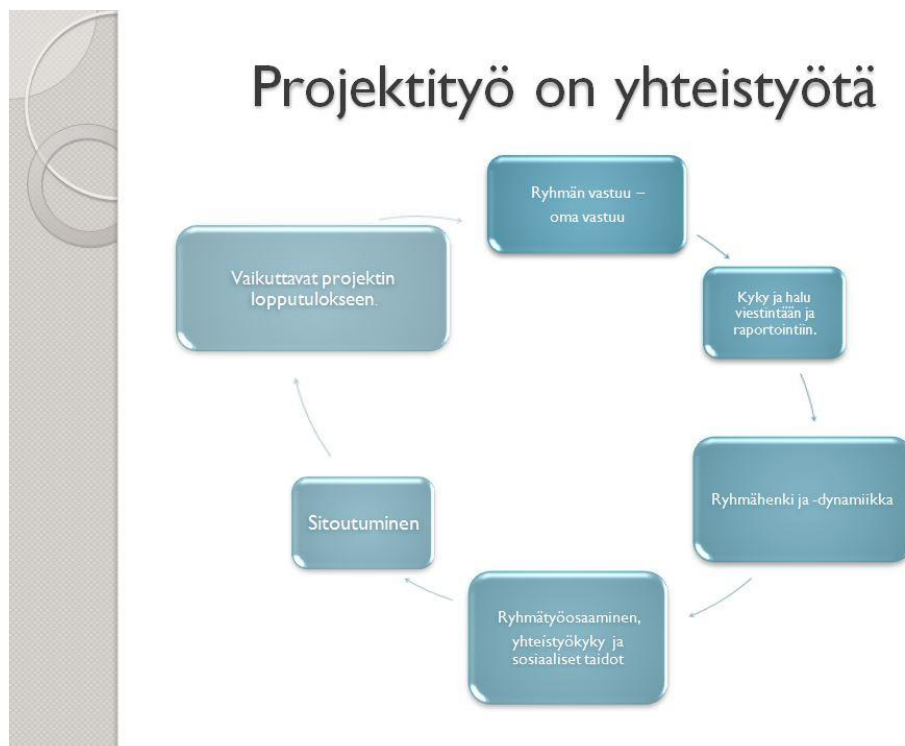 Projektityö on yhteistyötä
Ryhmän vastuu –
oma vastuu
Kyky ja halu
viestintään ja
raportointiin.
Ryhmähenki ja -dynamiikka
Ryhmätyöosaaminen,
yhteistyökyky ja
sosiaaliset taidot
Sitoutuminen
Vaikuttavat projektin
lopputulokseen.